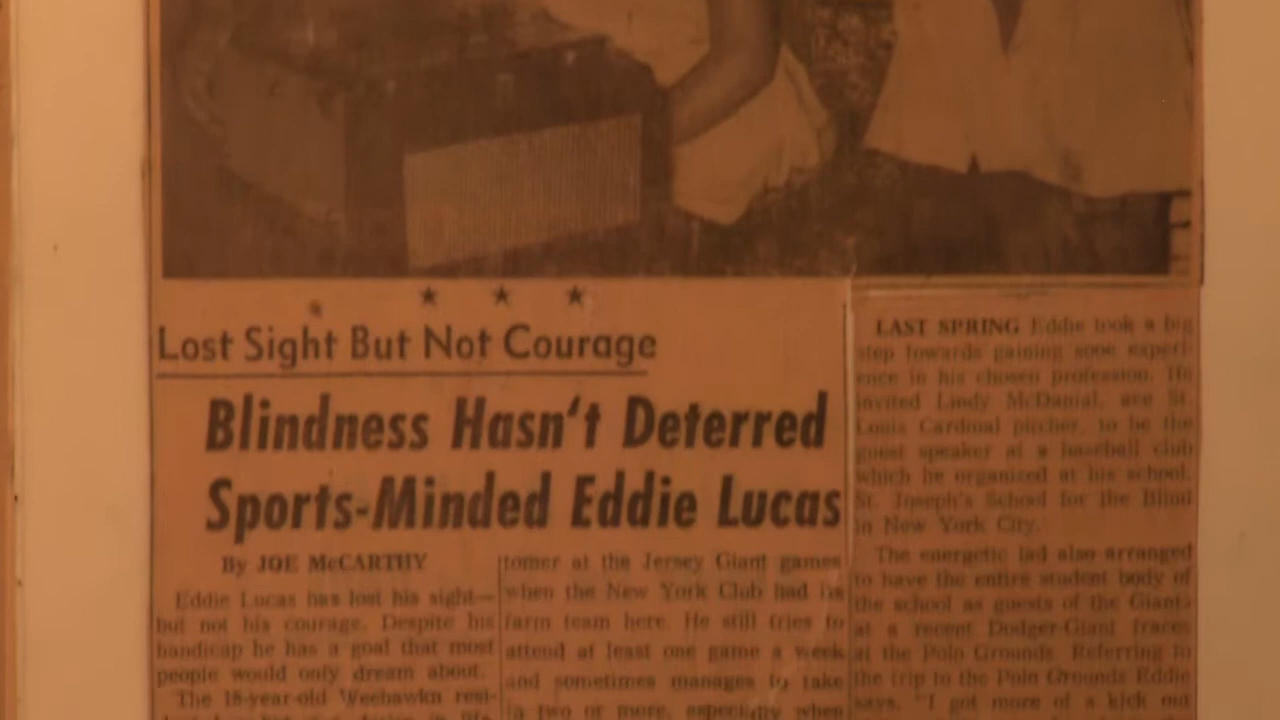 ★ ★ ★
Lost Sight But Not Courage
Blindness Hasn't Deterred
Sports-Minded Eddie Lucas
By JOE McCARTHY
Eddie Lucas has lost his sight—
but not his courage. Despite his
handicap he has a goal that most
people would only dream about.
The 18-year-old Weehawkn resi-
tomer at the Jersey Giant games
when the New York Club had its
farm team here. He still tries to
attend at least one game a week
and sometimes manages to take
in two or more, especially when
LAST SPRING Eddie took a big
step towards gaining some experi-
ence in his chosen profession. He
invited Lindy McDanial, ace St.
Louis Cardinal pitcher, to be the
guest speaker at a baseball club
which he organized at his school,
St. Joseph's School for the Blind
in New York City.
The energetic lad also arranged
to have the entire student body of
the school as guests of the Giants
at a recent Dodger-Giant fracas
at the Polo Grounds. Referring to
the trip to the Polo Grounds Eddie
says, "I got more of a kick out